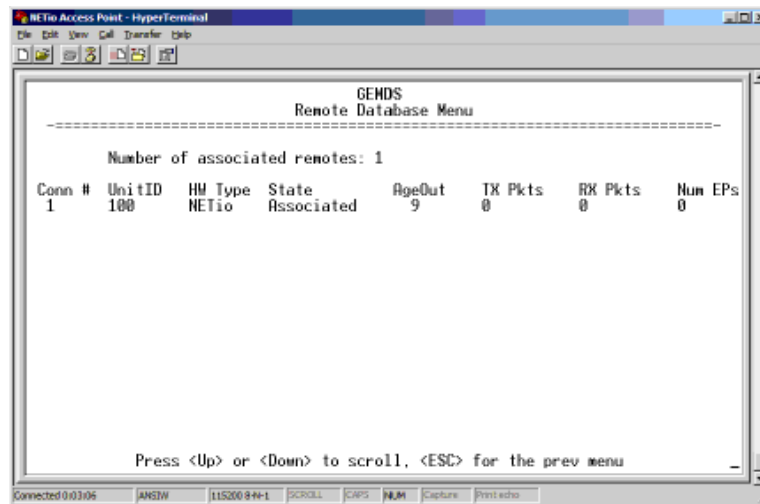 NETio Access Point - HyperTerminal
File Edit View Call Transfer Help
GEMDS
Remote Database Menu
-==========================================================================-
Number of associated remotes: 1
Conn # UnitID HW Type State AgeOut TX Pkts RX Pkts Num EPs
1 100 NETio Associated 9 0 0 0
Press <Up> or <Down> to scroll, <ESC> for the prev menu
Connected 0:03:06 ANSIW 115200 8-N-1 SCROLL CAPS NUM Capture Print echo